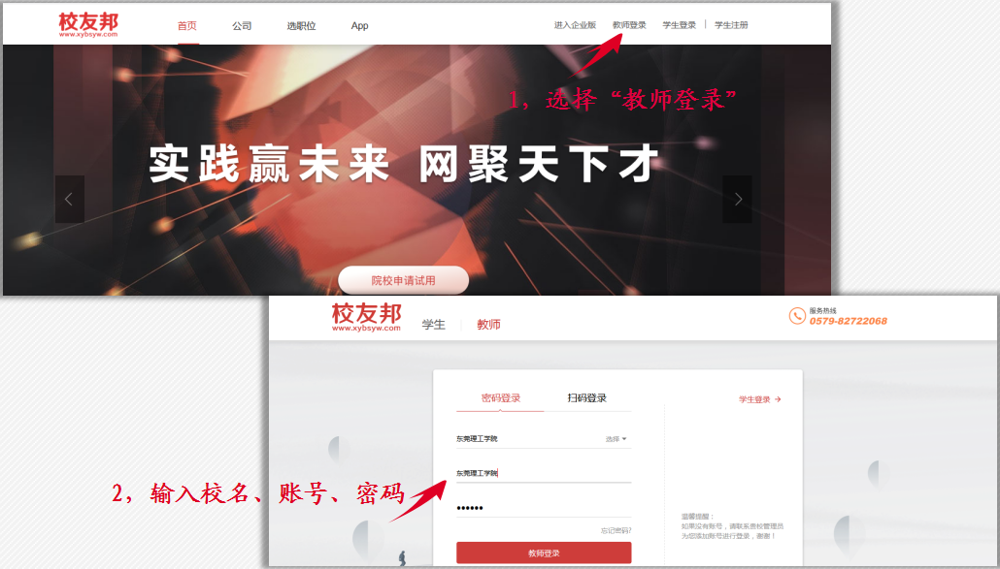 校友邦
www.xybsyw.com
首页 公司 选职位 App 进入企业版 教师登录 学生登录 | 学生注册
1，选择“教师登录”
实践赢未来 网聚天下才
院校申请试用
校友邦
www.xybsyw.com
学生 教师
服务热线
0579-82722068
密码登录 扫码登录
学生登录
东莞理工学院 选择
东莞理工学院
2，输入校名、账号、密码
忘记密码?
教师登录
温馨提醒：
如果没有账号，请联系贵校管理员
为您添加账号进行登录，谢谢！